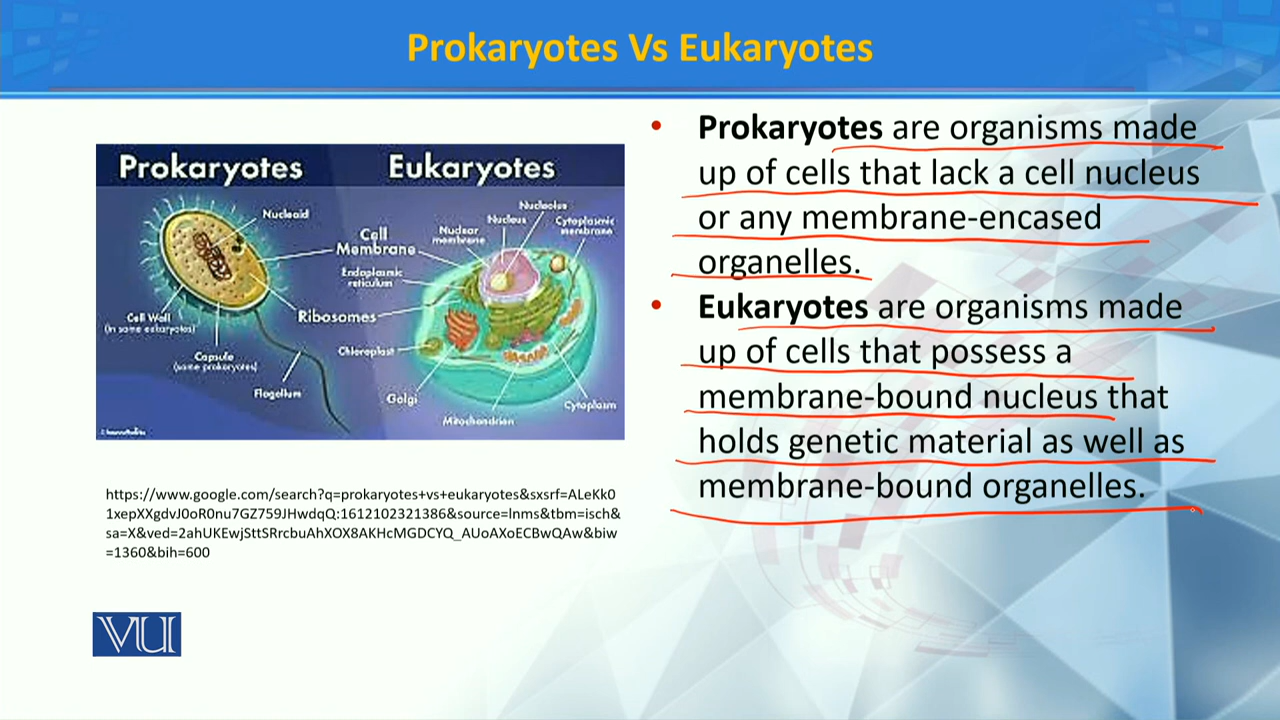 Prokaryotes Vs Eukaryotes
Prokaryotes
Eukaryotes
Nucleoid
Cell
Membrane
Cell Wall
(in some eukaryotes)
Capsule
(some prokaryotes)
Flagellum
Ribosomes
Nucleolus
Nucleus
Cytoplasmic
membrane
Nuclear
membrane
Endoplasmic
reticulum
Chloroplast
Golgi
Mitochondrion
Cytoplasm
https://www.google.com/search?q=prokaryotes+vs+eukaryotes&sxsrf=ALeKk0
1xepXXgdvJ0oR0nu7GZ759JHwdqQ:1612102321386&source=lnms&tbm=isch&
sa=X&ved=2ahUKEwjSttSRrcbuAhXOX8AKHcMGDCYQ_AUoAXoECBwQAw&biw
=1360&bih=600
VU
• Prokaryotes are organisms made
up of cells that lack a cell nucleus
or any membrane-encased
organelles.
• Eukaryotes are organisms made
up of cells that possess a
membrane-bound nucleus that
holds genetic material as well as
membrane-bound organelles.